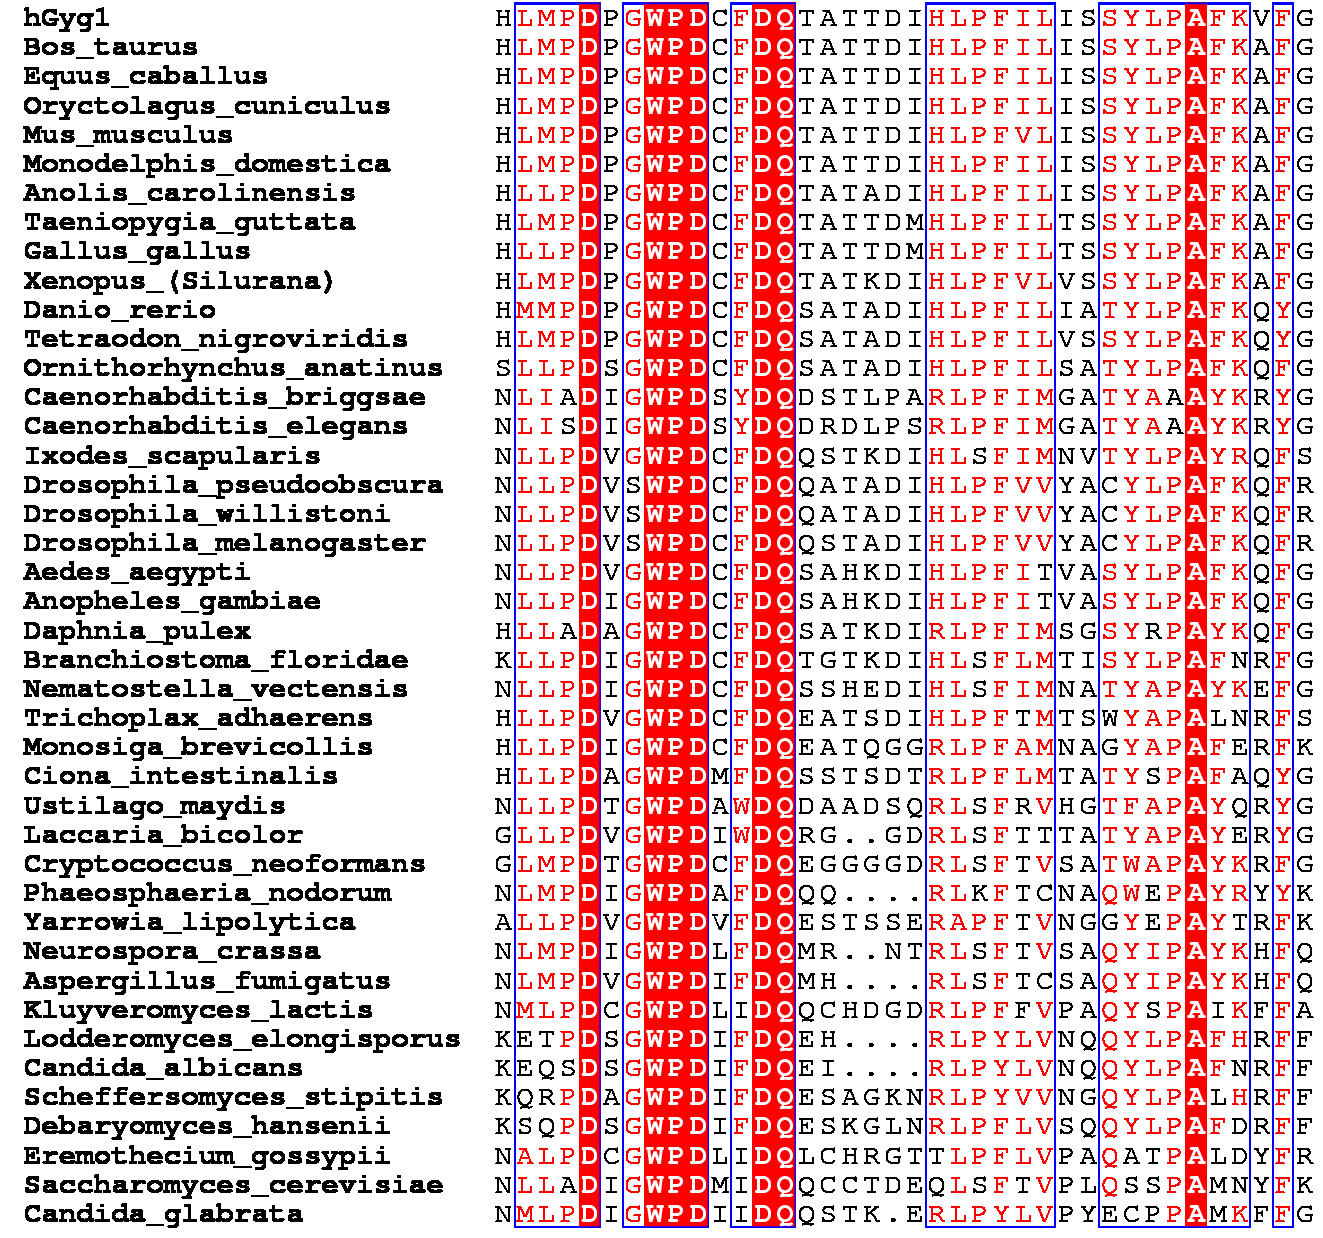 hGyg1 HLMPDPGWPDCFDQTATTDIHLPFILISSYLPAFKVFG
Bos_taurus HLMPDPGWPDCFDQTATTDIHLPFILISSYLPAFKAFG
Equus_caballus HLMPDPGWPDCFDQTATTDIHLPFILISSYLPAFKAFG
Oryctolagus_cuniculus HLMPDPGWPDCFDQTATTDIHLPFILISSYLPAFKAFG
Mus_musculus HLMPDPGWPDCFDQTATTDIHLPFVLISSYLPAFKAFG
Monodelphis_domestica HLMPDPGWPDCFDQTATTDIHLPFILISSYLPAFKAFG
Anolis_carolinensis HLLPDPGWPDCFDQTATADIHLPFILISSYLPAFKAFG
Taeniopygia_guttata HLMPDPGWPDCFDQTATTDMHLPFILTSSYLPAFKAFG
Gallus_gallus HLLPDPGWPDCFDQTATTDMHLPFILTSSYLPAFKAFG
Xenopus_(Silurana) HLMPDPGWPDCFDQTATKDIHLPFVLVSSYLPAFKAFG
Danio_rerio HMMPDPGWPDCFDQSATADIHLPFILIATYLPAFKQYG
Tetraodon_nigroviridis HLMPDPGWPDCFDQSATADIHLPFILVSSYLPAFKQYG
Ornithorhynchus_anatinus SLLPDSGWPDCFDQSATADIHLPFILSATYLPAFKQFG
Caenorhabditis_briggsae NLIADIGWPDSYDQDSTLPARLPFIMGATYAAAYKRYG
Caenorhabditis_elegans NLISDIGWPDSYDQDRDLPSRLPFIMGATYAAAYKRYG
Ixodes_scapularis NLLPDVGWPDCFDQQSTKDIHLSFIMNVTYLPAYRQFS
Drosophila_pseudoobscura NLLPDVSWPDCFDQQATADIHLPFVVYACYLPAFKQFR
Drosophila_willistoni NLLPDVSWPDCFDQQATADIHLPFVVYACYLPAFKQFR
Drosophila_melanogaster NLLPDVSWPDCFDQQSTADIHLPFVVYACYLPAFKQFR
Aedes_aegypti NLLPDVGWPDCFDQSAHKDIHLPFITVASYLPAFKQFG
Anopheles_gambiae NLLPDIGWPDCFDQSAHKDIHLPFITVASYLPAFKQFG
Daphnia_pulex HLLADAGWPDCFDQSATKDIRLPFIMSGSYRPAYKQFG
Branchiostoma_floridae KLLPDIGWPDCFDQTGTKDIHLSFLMTISYLPAFNRFG
Nematostella_vectensis NLLPDIGWPDCFDQSSHEDIHLSFIMNATYAPAYKEFG
Trichoplax_adhaerens HLLPDVGWPDCFDQEATSDIHLPFTMTSWYAPALNRFS
Monosiga_brevicollis HLLPDIGWPDCFDQEATQGGRLPFAMNAGYAPAFERFK
Ciona_intestinalis HLLPDAGWPDMFDQSSTSDTRLPFLMTATYSPAFAQYG
Ustilago_maydis NLLPDTGWPDAWDQDAADSQRLSFRVHGTFAPAYQRYG
Laccaria_bicolor GLLPDVGWPDIWDQRG..GDRLSFTTTATYAPAYERYG
Cryptococcus_neoformans GLMPDTGWPDCFDQEGGGGDRLSFTVSATWAPAYKRFG
Phaeosphaeria_nodorum NLMPDIGWPDAFDQQQ....RLKFTCNAQWEPAYRYYK
Yarrowia_lipolytica ALLPDVGWPDVFDQESTSSERAPFTVNGGYEPAYTRFK
Neurospora_crassa NLMPDIGWPDLFDQMR..NTRLSFTVSAQYIPAYKHFQ
Aspergillus_fumigatus NLMPDVGWPDIFDQMH....RLSFTCSAQYIPAYKHFQ
Kluyveromyces_lactis NMLPDCGWPDLIDQQCHDGDRLPFFVPAQYSPAIKFFA
Lodderomyces_elongisporus KETPDSGWPDIFDQEH....RLPYLVNQQYLPAFHRFF
Candida_albicans KEQSDSGWPDIFDQEI....RLPYLVNQQYLPAFNRFF
Scheffersomyces_stipitis KQRPDAGWPDIFDQESAGKNRLPYVVNGQYLPALHRFF
Debaryomyces_hansenii KSQPDSGWPDIFDQESKGLNRLPFLVSQQYLPAFDRFF
Eremothecium_gossypii NALPDCGWPDLIDQLCHRGTTLPFLVPAQATPALDYFR
Saccharomyces_cerevisiae NLLADIGWPDMIDQQCCTDEQLSFTVPLQSSPAMNYFK
Candida_glabrata NMLPDIGWPDIIDQQSTK.ERLPYLVPYECPPAMKFFG